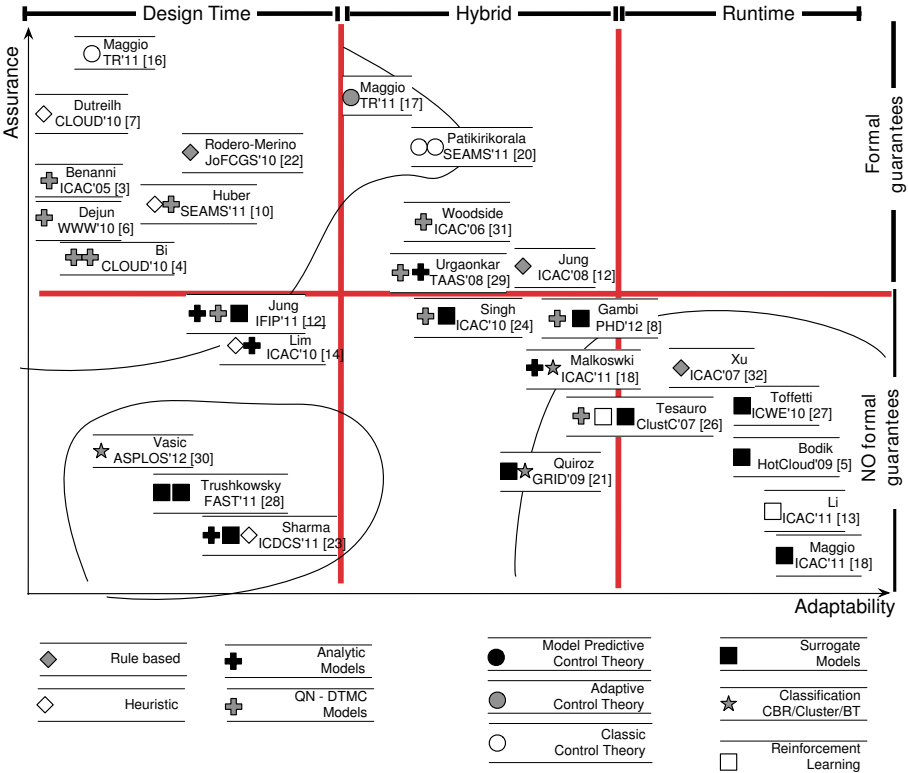 Design Time
Hybrid
Runtime
Assurance
Formal
guarantees
NO formal
guarantees
Maggio
TR'11 [16]
Dutreilh
CLOUD'10 [7]
Rodero-Merino
JoFCGS'10 [22]
Benanni
ICAC'05 [3]
Huber
SEAMS'11 [10]
Dejun
WWW'10 [6]
Bi
CLOUD'10 [4]
Maggio
TR'11 [17]
Patikirikorala
SEAMS'11 [20]
Woodside
ICAC'06 [31]
Urgaonkar
TAAS'08 [29]
Jung
ICAC'08 [12]
Jung
IFIP'11 [12]
Lim
ICAC'10 [14]
Singh
ICAC'10 [24]
Gambi
PHD'12 [8]
Malkoswki
ICAC'11 [18]
Xu
ICAC'07 [32]
Tesauro
ClustC'07 [26]
Toffetti
ICWE'10 [27]
Bodik
HotCloud'09 [5]
Quiroz
GRID'09 [21]
Li
ICAC'11 [13]
Maggio
ICAC'11 [18]
Vasic
ASPLOS'12 [30]
Trushkowsky
FAST'11 [28]
Sharma
ICDCS'11 [23]
Adaptability
Rule based
Heuristic
Analytic
Models
QN - DTMC
Models
Model Predictive
Control Theory
Adaptive
Control Theory
Classic
Control Theory
Surrogate
Models
Classification
CBR/Cluster/BT
Reinforcement
Learning